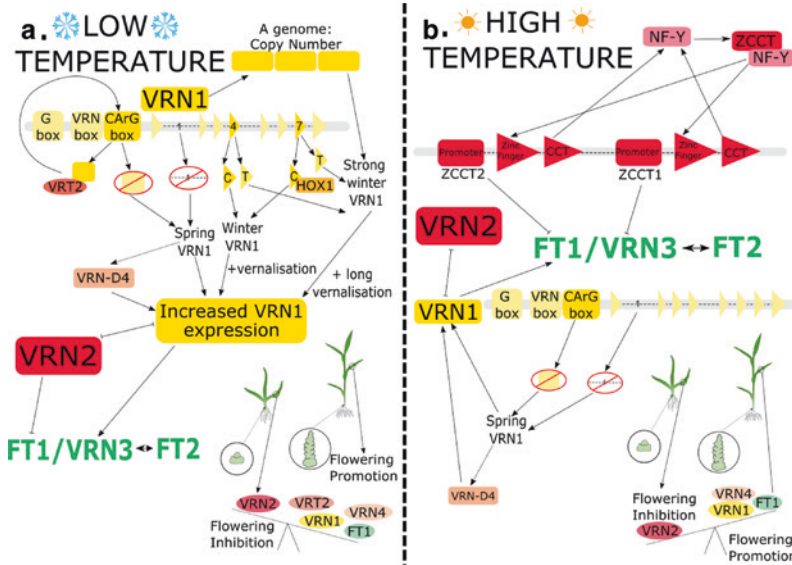 a. LOW
TEMPERATURE
A genome:
Copy Number
VRN1
G
box
VRN
box
CArG
box
1
4
7
VRT2
C
T
C
T
HOX1
Strong
winter
VRN1
Spring
VRN1
Winter
VRN1
VRN-D4
+vernalisation
+ long
vernalisation
Increased VRN1
expression
VRN2
FT1/VRN3
FT2
Flowering
Promotion
VRN2
VRT2
VRN1
VRN4
FT1
Flowering
Inhibition
b. HIGH
TEMPERATURE
NF-Y
ZCCT
NF-Y
Promoter
Zinc
Finger
CCT
Promoter
Zinc
Finger
CCT
ZCCT2
ZCCT1
VRN2
FT1/VRN3
FT2
VRN1
G
box
VRN
box
CArG
box
1
Spring
VRN1
VRN-D4
Flowering
Inhibition
VRN2
VRN4
VRN1
FT1
Flowering
Promotion